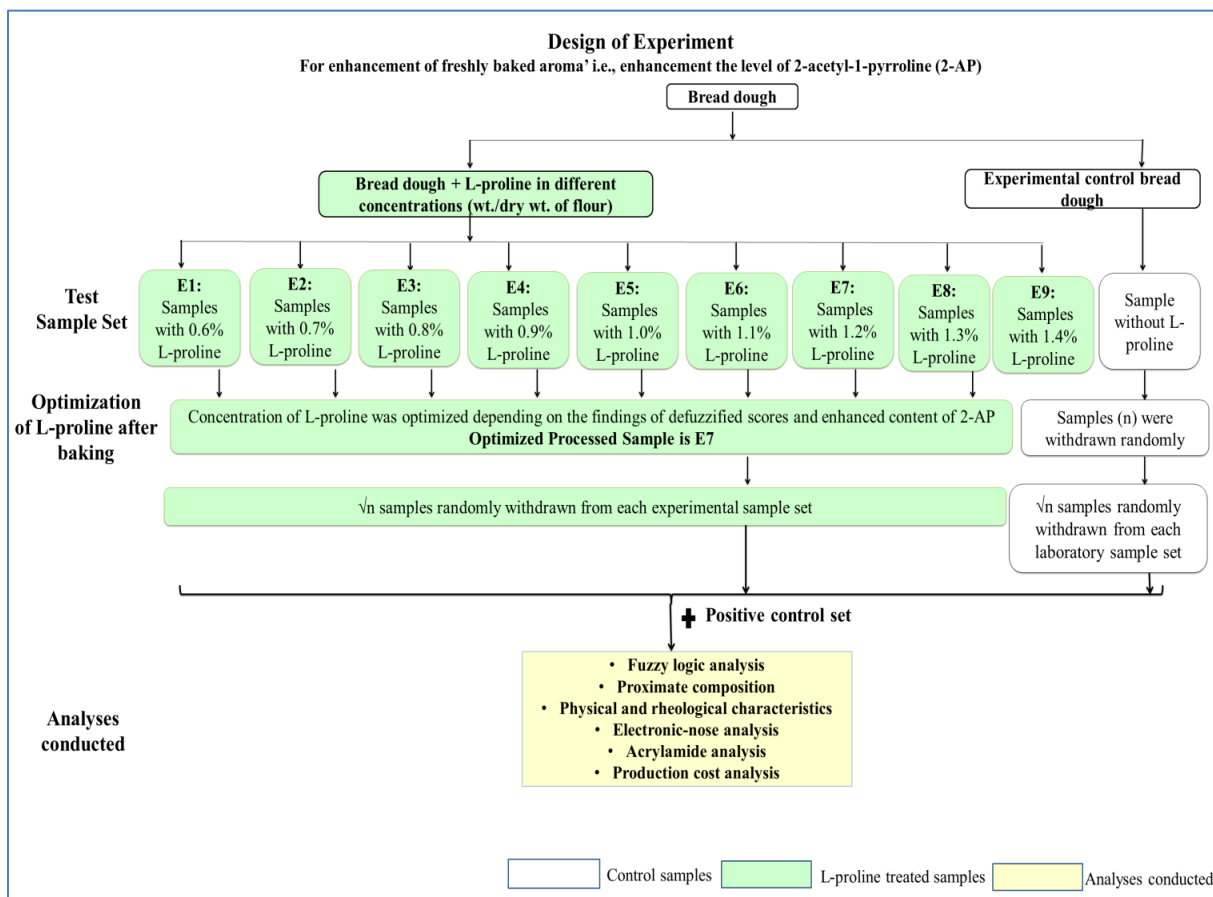 Design of Experiment
For enhancement of freshly baked aroma’ i.e., enhancement the level of 2-acetyl-1-pyrroline (2-AP)
Bread dough
Bread dough + L-proline in different
concentrations (wt./dry wt. of flour)
Experimental control bread
dough
Test
Sample Set
E1:
Samples
with 0.6%
L-proline
E2:
Samples
with 0.7%
L-proline
E3:
Samples
with 0.8%
L-proline
E4:
Samples
with 0.9%
L-proline
E5:
Samples
with 1.0%
L-proline
E6:
Samples
with 1.1%
L-proline
E7:
Samples
with 1.2%
L-proline
E8:
Samples
with 1.3%
L-proline
E9:
Samples
with 1.4%
L-proline
Sample
without L-
proline
Optimization
of L-proline after
baking
Concentration of L-proline was optimized depending on the findings of defuzzified scores and enhanced content of 2-AP
Optimized Processed Sample is E7
Samples (n) were
withdrawn randomly
√n samples randomly withdrawn from each experimental sample set
√n samples randomly
withdrawn from each
laboratory sample set
+ Positive control set
Analyses
conducted
• Fuzzy logic analysis
• Proximate composition
• Physical and rheological characteristics
• Electronic-nose analysis
• Acrylamide analysis
• Production cost analysis
Control samples
L-proline treated samples
Analyses conducted